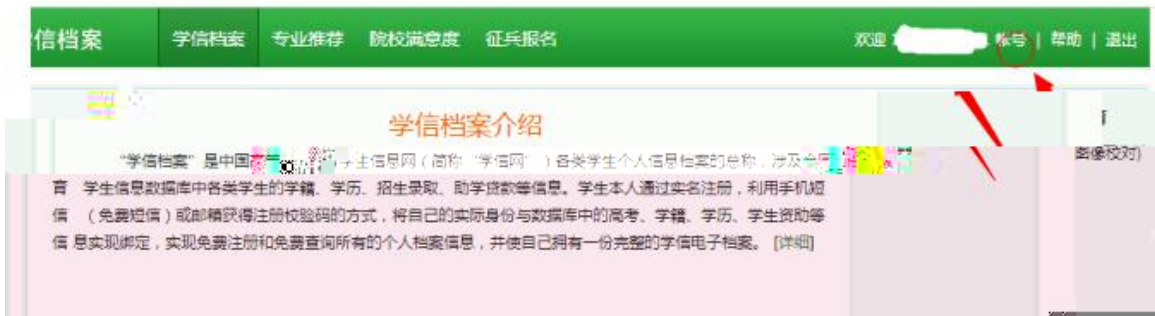 信档案 学信档案 专业推荐 院校满意度 征兵报名 欢迎 账号 | 帮助 | 退出
学信档案介绍
"学信档案"是中国 学生信息网(简称"学信网")各类学生个人信息档案的总称,涉及全国
图像校对)
育 学生信息数据库中各类学生的学籍、学历、招生录取、助学贷款等信息。学生本人通过实名注册,利用手机短
信 (免费短信)或邮箱获得注册校验码的方式,将自己的实际身份与数据库中的高考、学籍、学历、学生资助等
信 息实现绑定,实现免费注册和免费查询所有的个人档案信息,并使自己拥有一份完整的学信电子档案。 [详细]